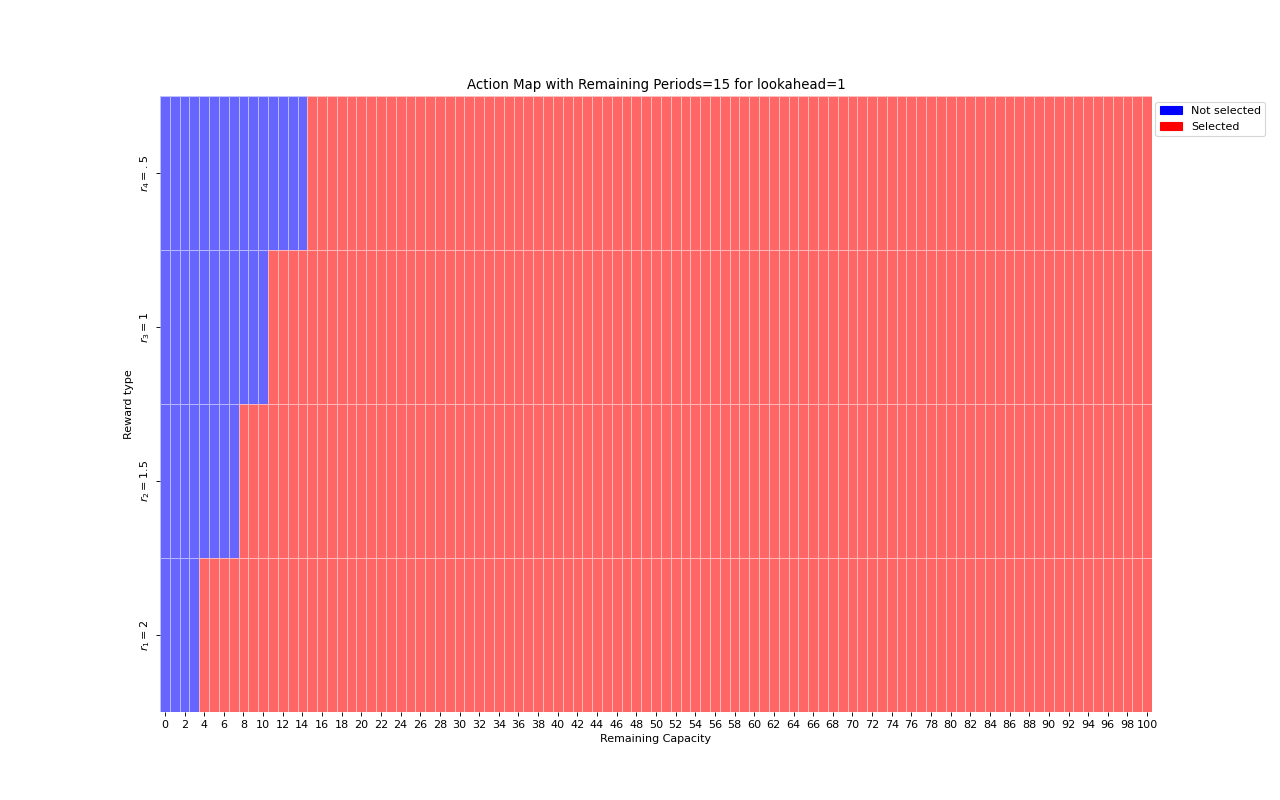 Action Map with Remaining Periods=15 for lookahead=1
Not selected
Selected
Reward type
r₄ = .5
r₃ = 1
r₂ = 1.5
r₁ = 2
0 2 4 6 8 10 12 14 16 18 20 22 24 26 28 30 32 34 36 38 40 42 44 46 48 50 52 54 56 58 60 62 64 66 68 70 72 74 76 78 80 82 84 86 88 90 92 94 96 98 100
Remaining Capacity